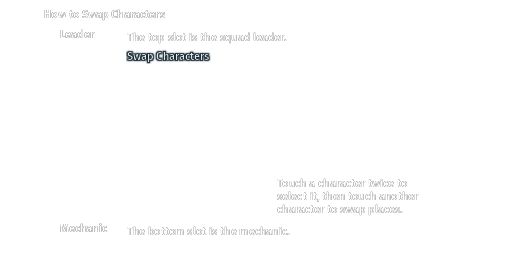 How to Swap Characters
Leader
The top slot is the squad leader.
Swap Characters
Touch a character twice to
select it, then touch another
character to swap places.
Mechanic
The bottom slot is the mechanic.